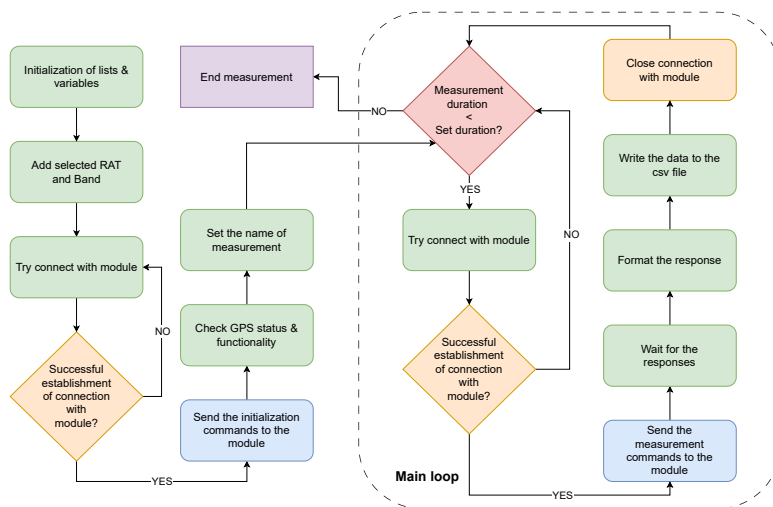 Initialization of lists &
variables
Add selected RAT
and Band
Try connect with module
NO
Successful
establishment
of connection
with
module?
YES
Send the initialization
commands to the
module
Check GPS status &
functionality
Set the name of
measurement
End measurement
NO
Measurement
duration
<
Set duration?
YES
Try connect with module
NO
Successful
establishment
of connection
with
module?
Main loop
YES
Send the
measurement
commands to the
module
Wait for the
responses
Format the response
Write the data to the
csv file
Close connection
with module